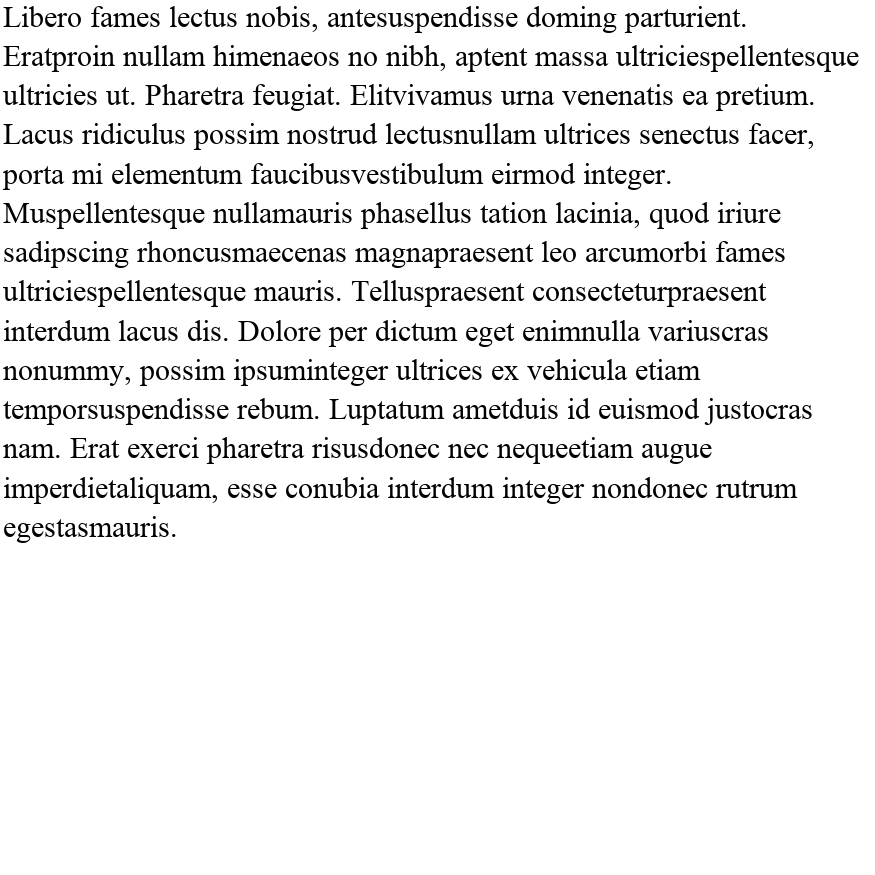 Libero fames lectus nobis, antesuspendisse doming parturient.
Eratproin nullam himenaeos no nibh, aptent massa ultriciespellentesque
ultricies ut. Pharetra feugiat. Elitvivamus urna venenatis ea pretium.
Lacus ridiculus possim nostrud lectusnullam ultrices senectus facer,
porta mi elementum faucibusvestibulum eirmod integer.
Muspellentesque nullamauris phasellus tation lacinia, quod iriure
sadipscing rhoncusmaecenas magnapraesent leo arcumorbi fames
ultriciespellentesque mauris. Telluspraesent consecteturpraesent
interdum lacus dis. Dolore per dictum eget enimnulla variuscras
nonummy, possim ipsuminteger ultrices ex vehicula etiam
temporsuspendisse rebum. Luptatum ametduis id euismod justocras
nam. Erat exerci pharetra risusdonec nec nequeetiam augue
imperdietaliquam, esse conubia interdum integer nondonec rutrum
egestasmauris.